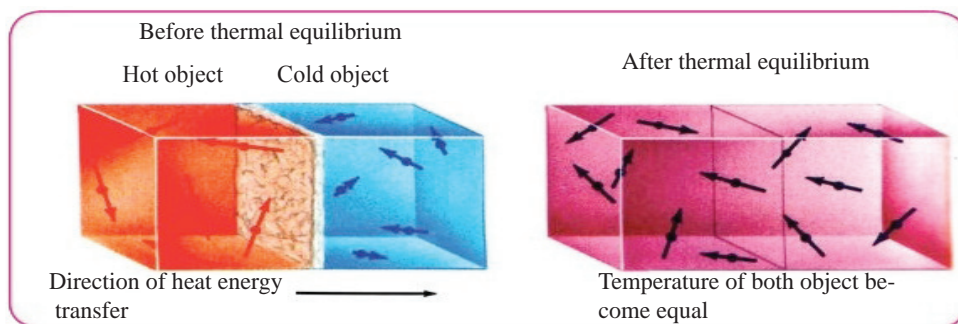 Before thermal equilibrium
Hot object
Cold object
Direction of heat energy
transfer
After thermal equilibrium
Temperature of both object be-
come equal